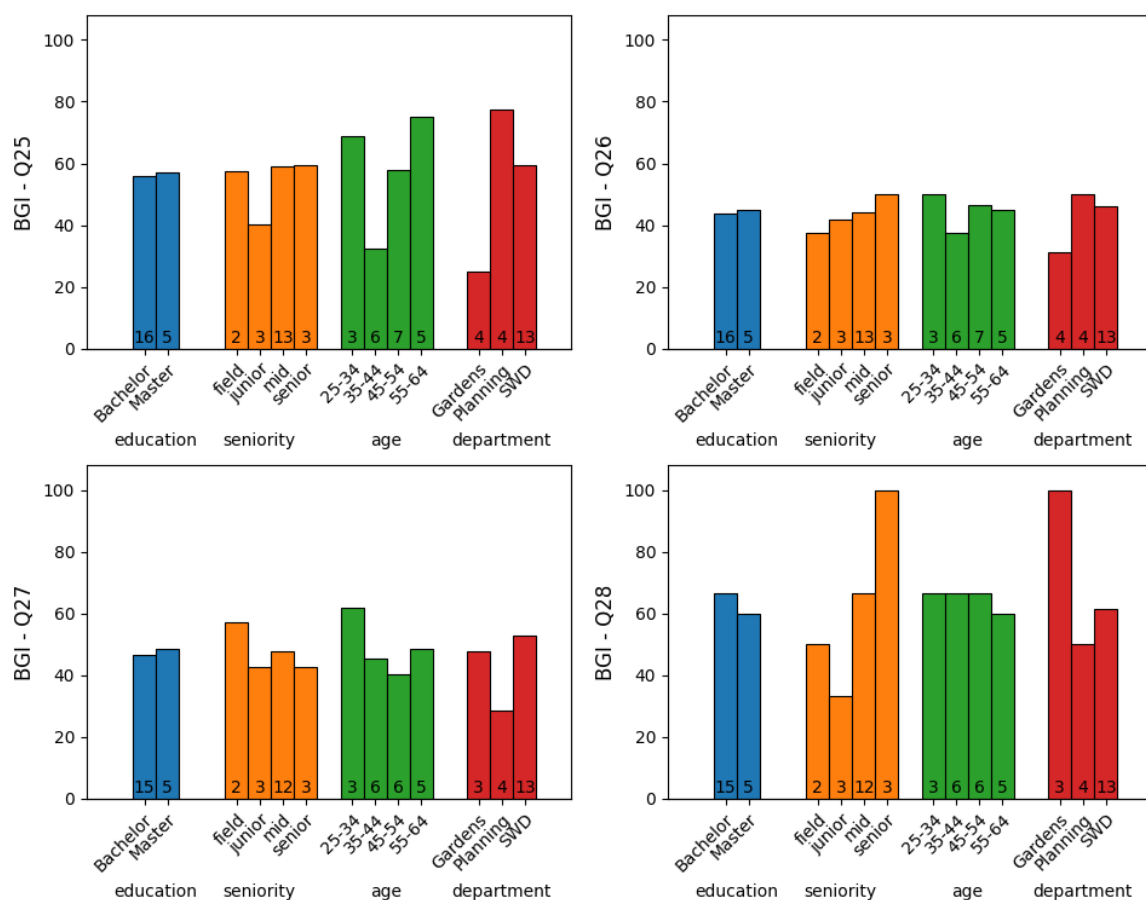 BGI - Q25
100
80
60
40
20
0
16 5 2 3 13 3 3 6 7 5 4 4 13
Bachelor Master field junior mid senior 25-34 35-44 45-54 55-64 Gardens Planning SWD
education seniority age department
BGI - Q26
100
80
60
40
20
0
16 5 2 3 13 3 3 6 7 5 4 4 13
Bachelor Master field junior mid senior 25-34 35-44 45-54 55-64 Gardens Planning SWD
education seniority age department
BGI - Q27
100
80
60
40
20
0
15 5 2 3 12 3 3 6 6 5 3 4 13
Bachelor Master field junior mid senior 25-34 35-44 45-54 55-64 Gardens Planning SWD
education seniority age department
BGI - Q28
100
80
60
40
20
0
15 5 2 3 12 3 3 6 6 5 3 4 13
Bachelor Master field junior mid senior 25-34 35-44 45-54 55-64 Gardens Planning SWD
education seniority age department